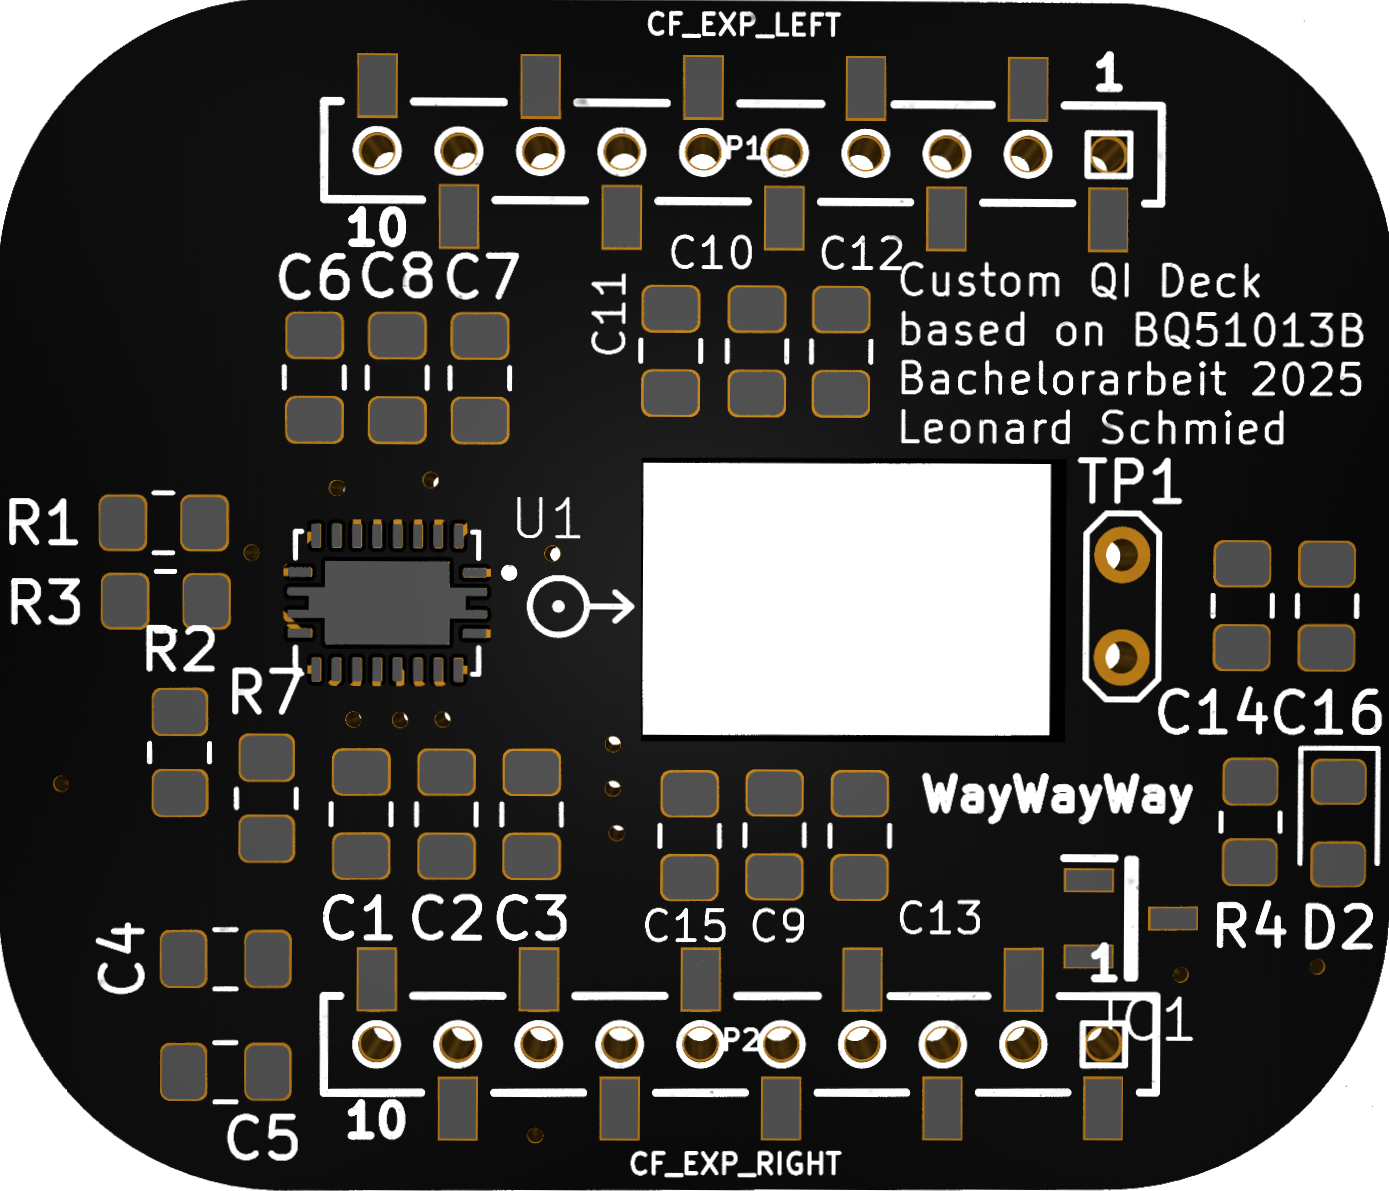 CF_EXP_LEFT
1
P1
10
C6 C8 C7
C10 C12
C11
Custom QI Deck
based on BQ51013B
Bachelorarbeit 2025
Leonard Schmied
TP1
R1
U1
R3
R2
R7
C14 C16
WayWayWay
C1 C2 C3
C15 C9 C13
R4 D2
C4
1
IC1
P2
10
C5
CF_EXP_RIGHT